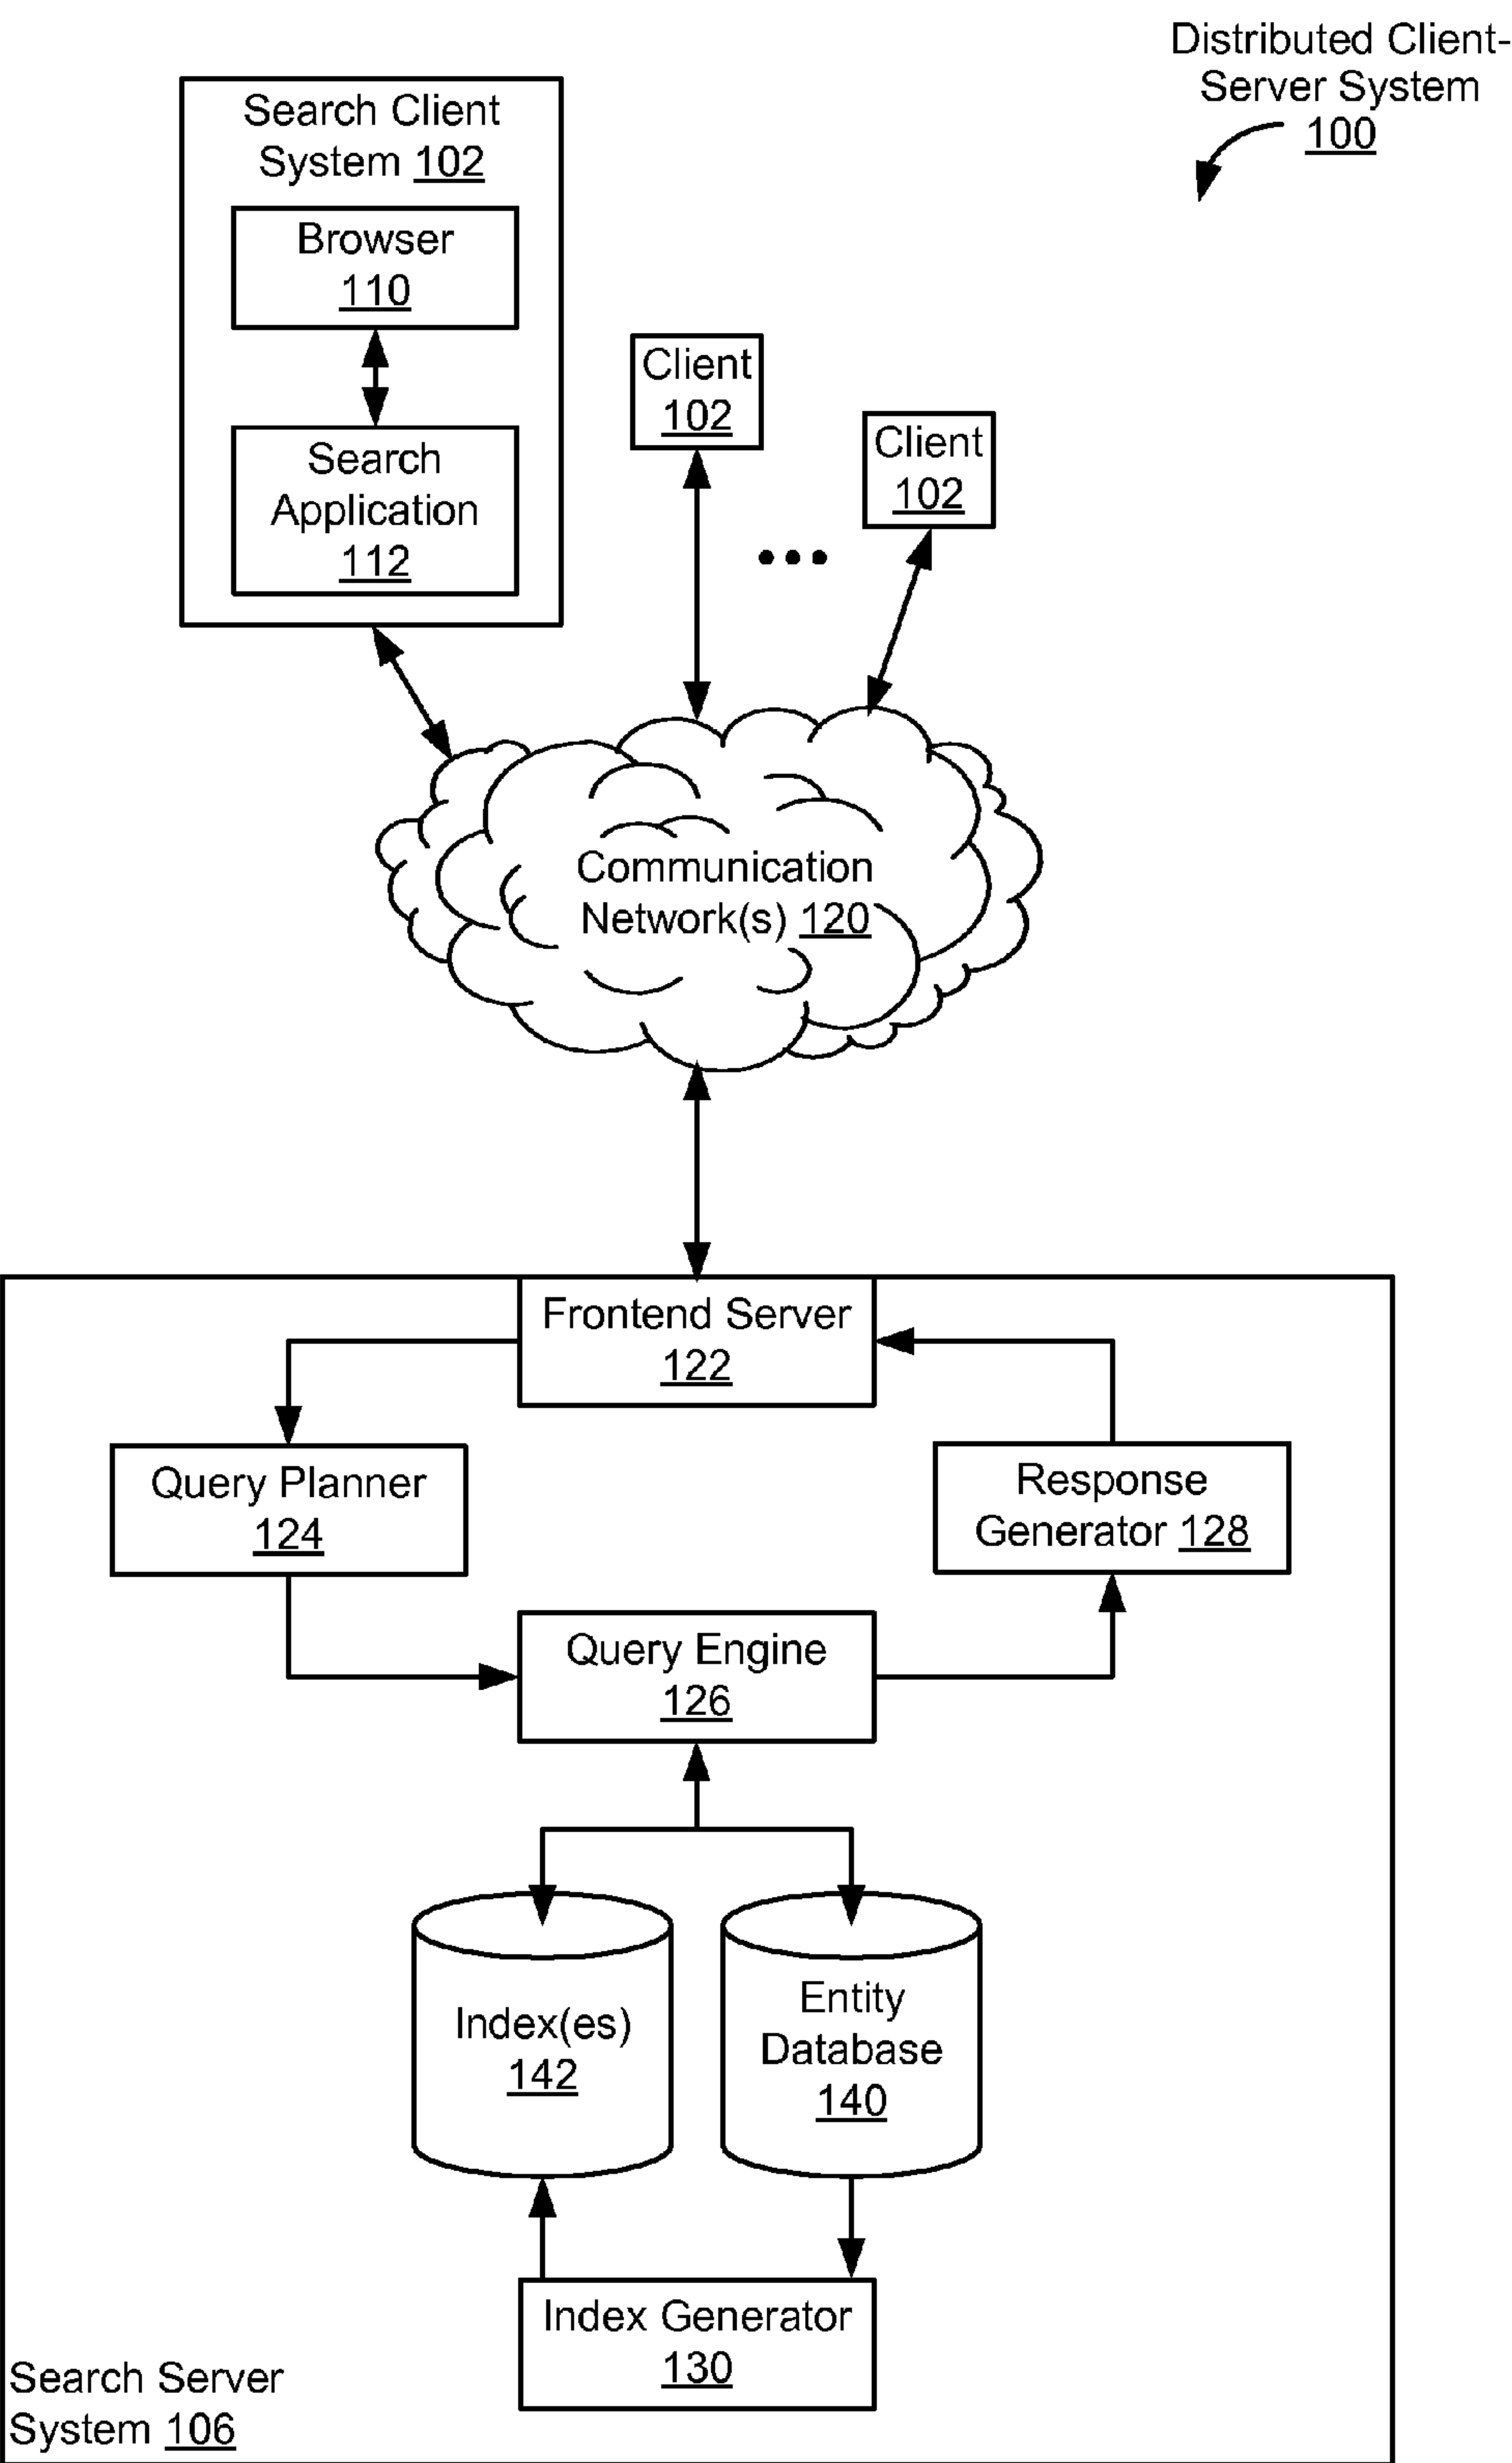 Distributed Client-
Server System
100
Search Client
System 102
Browser
110
Search
Application
112
Client
102
Client
102
Communication
Network(s) 120
Frontend Server
122
Query Planner
124
Response
Generator 128
Query Engine
126
Index(es)
142
Entity
Database
140
Index Generator
130
Search Server
System 106